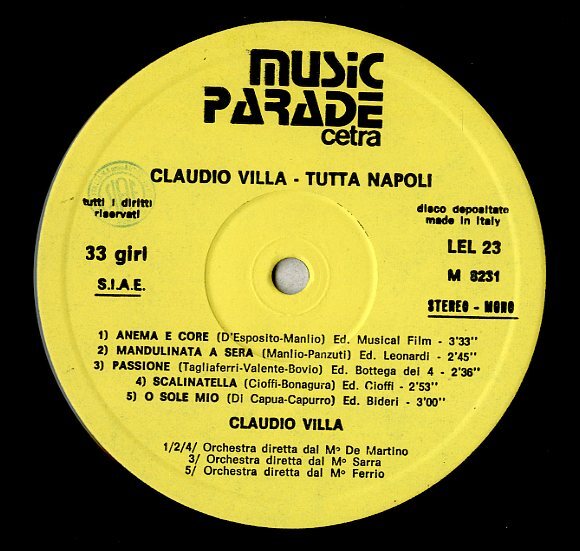 MUSIC
PARADE
cetra
CLAUDIO VILLA - TUTTA NAPOLI
tutti i diritti
riservati
disco depositato
made in Italy
33 giri
LEL 23
S.I.A.E.
M 8231
STEREO - MONO
1) ANEMA E CORE (D'Esposito-Manlio) Ed. Musical Film - 3'33"
2) MANDULINATA A SERA (Manlio-Panzuti) Ed. Leonardi - 2'45"
3) PASSIONE (Tagliaferri-Valente-Bovio) Ed. Bottega dei 4 - 2'36"
4) SCALINATELLA (Cioffi-Bonagura) Ed. Cioffi - 2'53"
5) O SOLE MIO (Di Capua-Capurro) Ed. Bideri - 3'00"
CLAUDIO VILLA
1/2/4/ Orchestra diretta dal Mº De Martino
3/ Orchestra diretta dal Mº Sarra
5/ Orchestra diretta dal Mº Ferrio